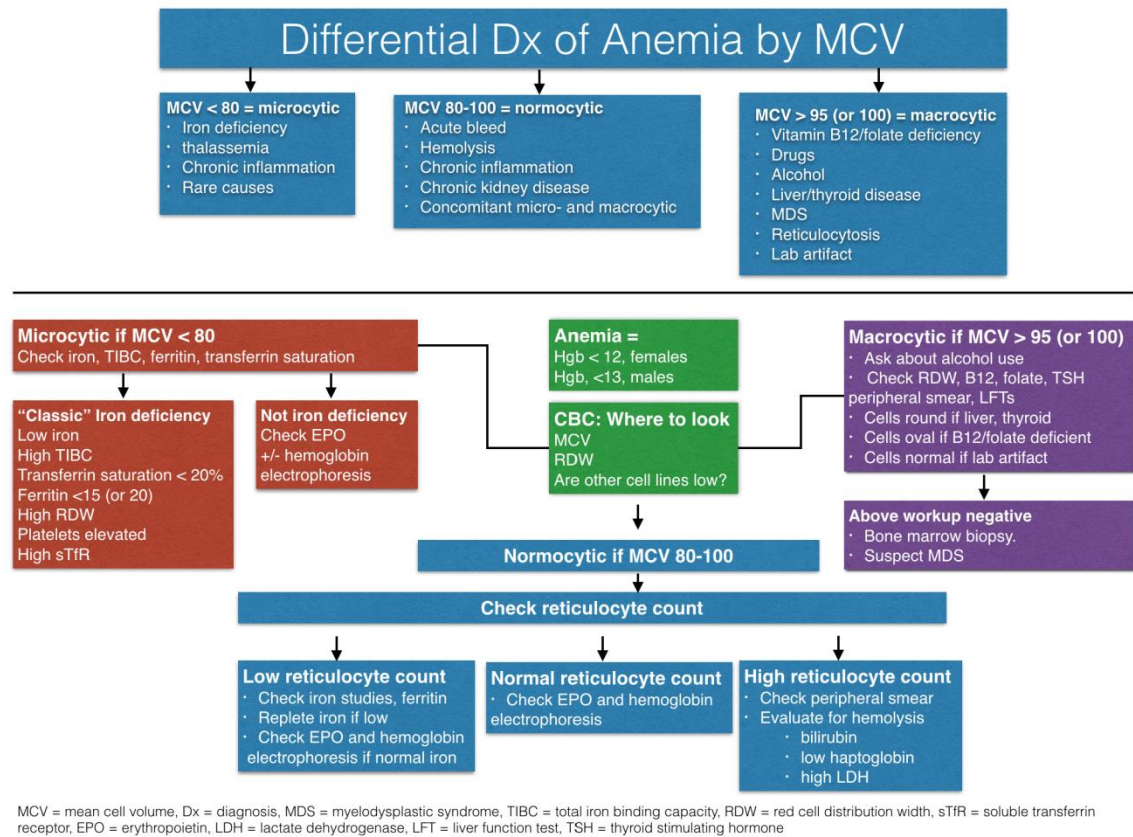 Differential Dx of Anemia by MCV
MCV < 80 = microcytic
· Iron deficiency
· thalassemia
· Chronic inflammation
· Rare causes
MCV 80-100 = normocytic
· Acute bleed
· Hemolysis
· Chronic inflammation
· Chronic kidney disease
· Concomitant micro- and macrocytic
MCV > 95 (or 100) = macrocytic
· Vitamin B12/folate deficiency
· Drugs
· Alcohol
· Liver/thyroid disease
· MDS
· Reticulocytosis
· Lab artifact
Microcytic if MCV < 80
Check iron, TIBC, ferritin, transferrin saturation
“Classic” Iron deficiency
Low iron
High TIBC
Transferrin saturation < 20%
Ferritin <15 (or 20)
High RDW
Platelets elevated
High sTfR
Not iron deficiency
Check EPO
+/- hemoglobin
electrophoresis
Anemia =
Hgb < 12, females
Hgb, <13, males
CBC: Where to look
MCV
RDW
Are other cell lines low?
Macrocytic if MCV > 95 (or 100)
· Ask about alcohol use
· Check RDW, B12, folate, TSH
peripheral smear, LFTs
· Cells round if liver, thyroid
· Cells oval if B12/folate deficient
· Cells normal if lab artifact
Above workup negative
· Bone marrow biopsy.
· Suspect MDS
Normocytic if MCV 80-100
Check reticulocyte count
Low reticulocyte count
· Check iron studies, ferritin
· Replete iron if low
· Check EPO and hemoglobin
electrophoresis if normal iron
Normal reticulocyte count
· Check EPO and hemoglobin
electrophoresis
High reticulocyte count
· Check peripheral smear
· Evaluate for hemolysis
· bilirubin
· low haptoglobin
· high LDH
MCV = mean cell volume, Dx = diagnosis, MDS = myelodysplastic syndrome, TIBC = total iron binding capacity, RDW = red cell distribution width, sTfR = soluble transferrin
receptor, EPO = erythropoietin, LDH = lactate dehydrogenase, LFT = liver function test, TSH = thyroid stimulating hormone